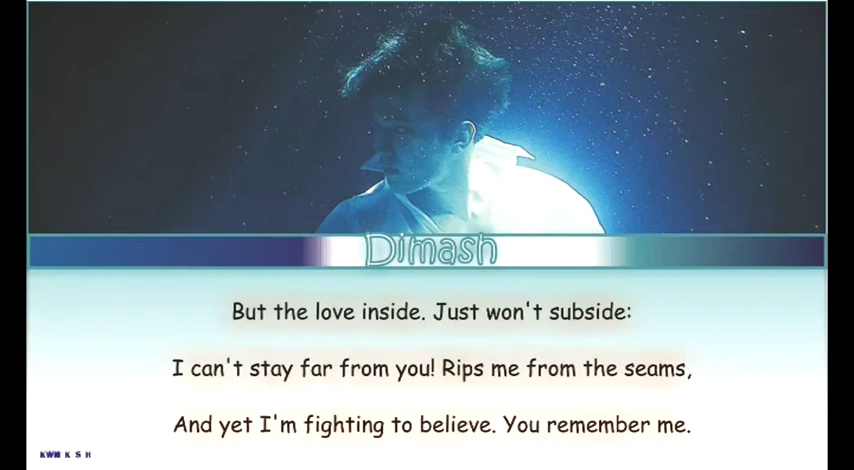 Dimash
But the love inside. Just won't subside:
I can't stay far from you! Rips me from the seams,
And yet I'm fighting to believe. You remember me.